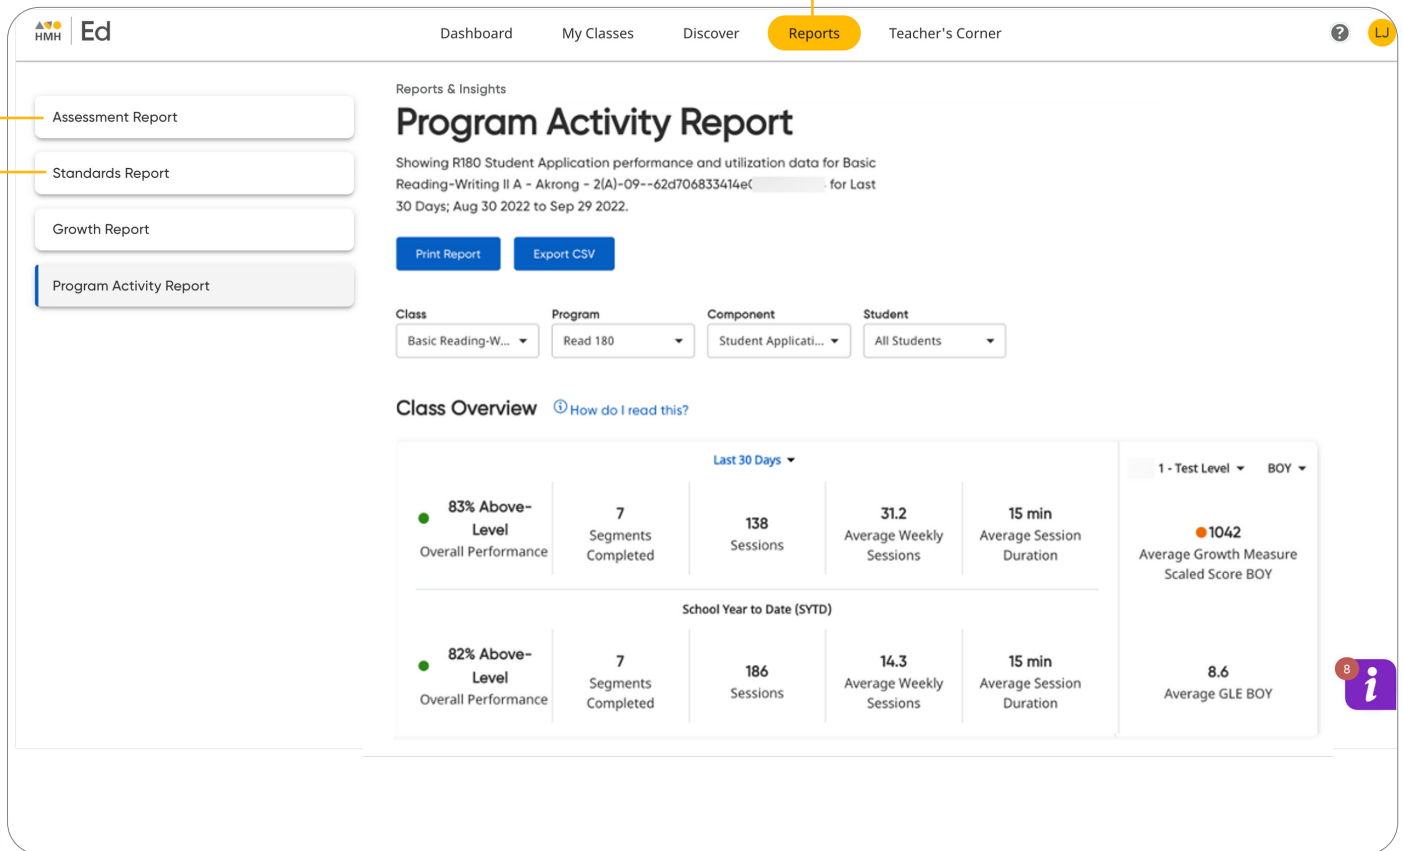 HMH Ed
Dashboard
My Classes
Discover
Reports
Teacher's Corner
?
LJ
Assessment Report
Standards Report
Growth Report
Program Activity Report
Reports & Insights
Program Activity Report
Showing R180 Student Application performance and utilization data for Basic
Reading-Writing II A - Akrong - 2(A)-09--62d706833414e for Last
30 Days; Aug 30 2022 to Sep 29 2022.
Print Report
Export CSV
Class
Program
Component
Student
Basic Reading-W...
Read 180
Student Applicati...
All Students
Class Overview
How do I read this?
Last 30 Days
83% Above-
Level
Overall Performance
7
Segments
Completed
138
Sessions
31.2
Average Weekly
Sessions
15 min
Average Session
Duration
School Year to Date (SYTD)
82% Above-
Level
Overall Performance
7
Segments
Completed
186
Sessions
14.3
Average Weekly
Sessions
15 min
Average Session
Duration
1 - Test Level
BOY
1042
Average Growth Measure
Scaled Score BOY
8.6
Average GLE BOY
8
i